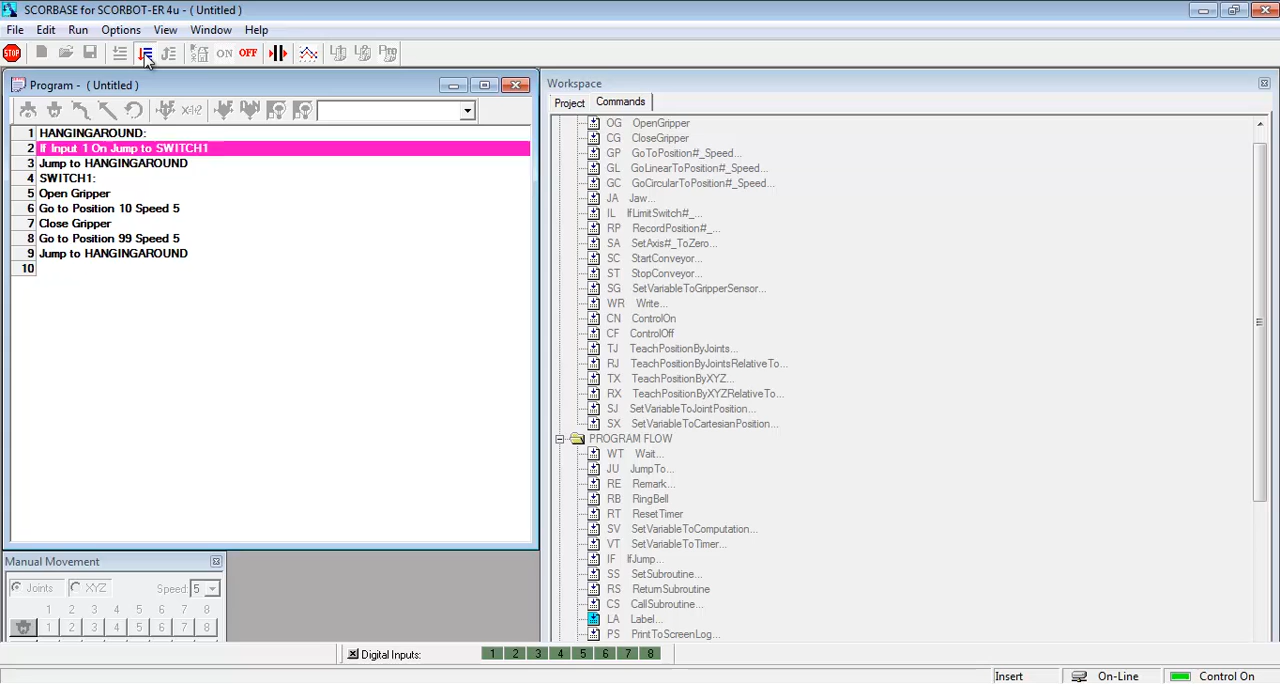 SCORBASE for SCORBOT-ER 4u - ( Untitled )
File Edit Run Options View Window Help
STOP ON OFF
Program - ( Untitled )
1 HANGINGAROUND:
2 If Input 1 On Jump to SWITCH1
3 Jump to HANGINGAROUND
4 SWITCH1:
5 Open Gripper
6 Go to Position 10 Speed 5
7 Close Gripper
8 Go to Position 99 Speed 5
9 Jump to HANGINGAROUND
10
Workspace
Project Commands
OG OpenGripper
CG CloseGripper
GP GoToPosition#_Speed...
GL GoLinearToPosition#_Speed...
GC GoCircularToPosition#_Speed...
JA Jaw...
IL IfLimitSwitch#_...
RP RecordPosition#_...
SA SetAxis#_ToZero...
SC StartConveyor...
ST StopConveyor...
SG SetVariableToGripperSensor...
WR Write...
CN ControlOn
CF ControlOff
TJ TeachPositionByJoints...
RJ TeachPositionByJointsRelativeTo...
TX TeachPositionByXYZ...
RX TeachPositionByXYZRelativeTo...
SJ SetVariableToJointPosition...
SX SetVariableToCartesianPosition...
PROGRAM FLOW
WT Wait...
JU JumpTo...
RE Remark...
RB RingBell
RT ResetTimer
SV SetVariableToComputation...
VT SetVariableToTimer...
IF IfJump...
SS SetSubroutine...
RS ReturnSubroutine
CS CallSubroutine...
LA Label...
PS PrintToScreenLog...
Manual Movement
Joints XYZ Speed: 5
1 2 3 4 5 6 7 8
1 2 3 4 5 6 7 8
Digital Inputs: 1 2 3 4 5 6 7 8
Insert On-Line Control On